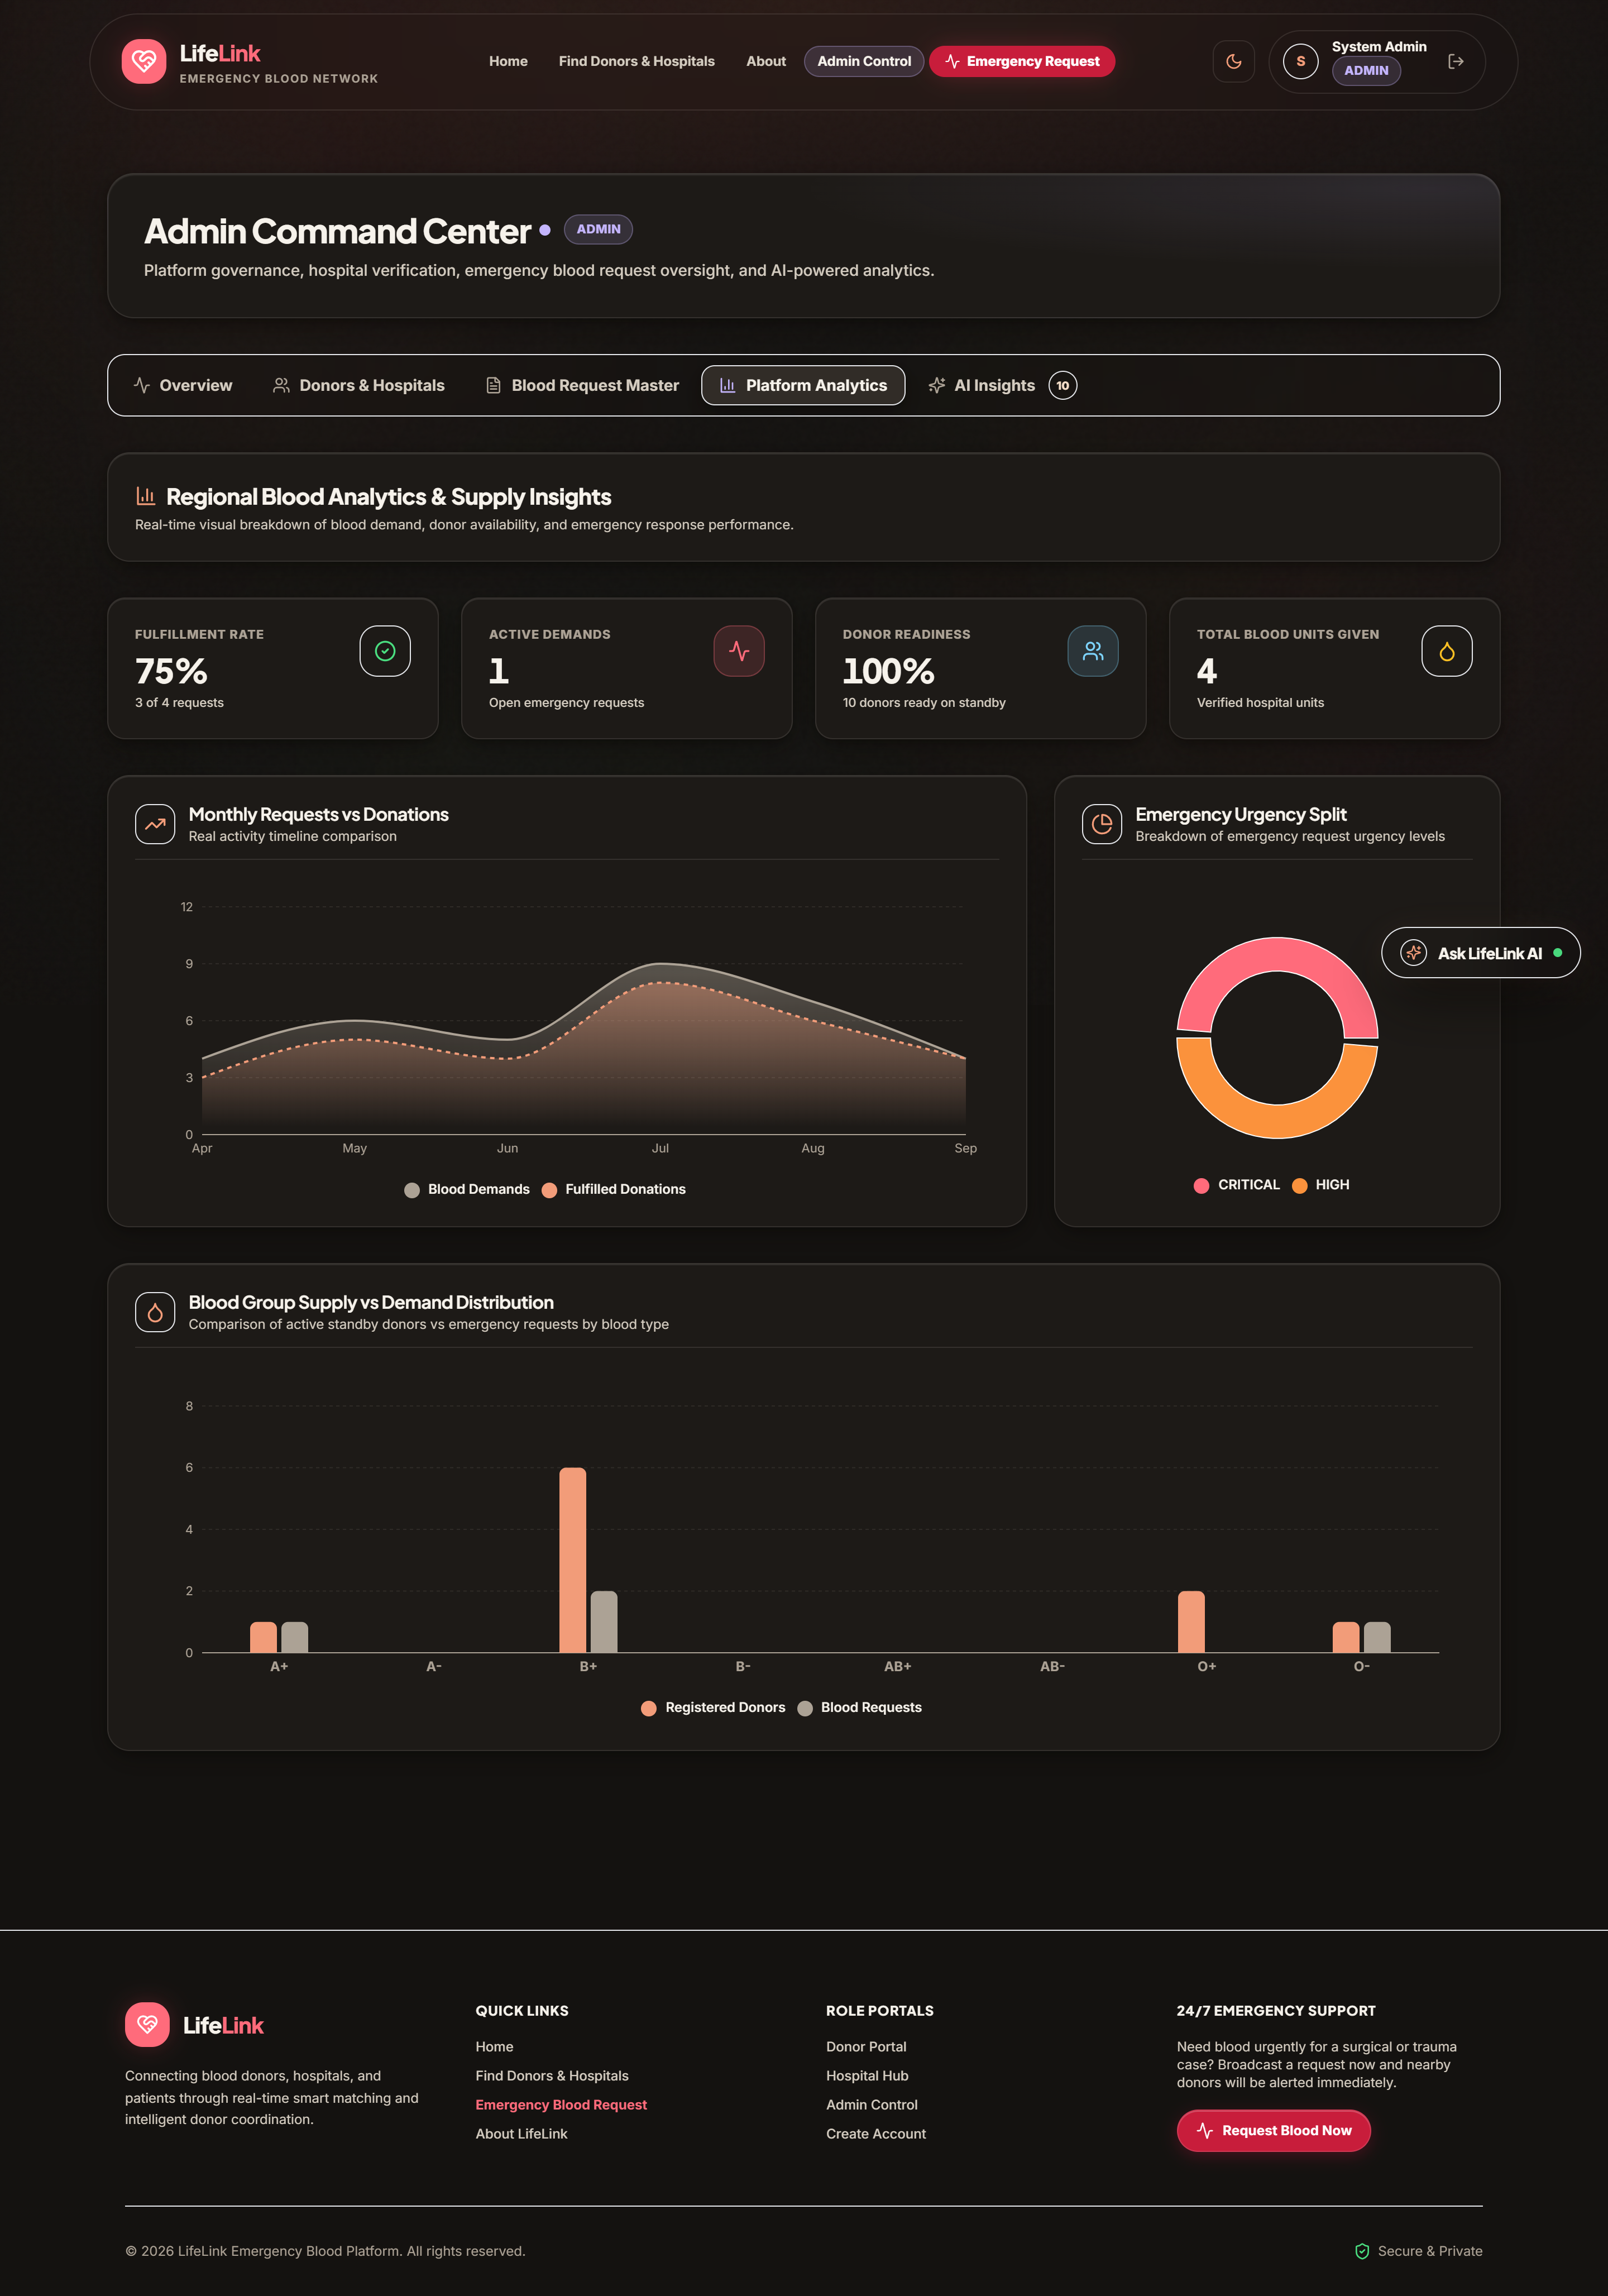 LifeLink
EMERGENCY BLOOD NETWORK
Home
Find Donors & Hospitals
About
Admin Control
Emergency Request
S
System Admin
ADMIN
Admin Command Center
ADMIN
Platform governance, hospital verification, emergency blood request oversight, and AI-powered analytics.
Overview
Donors & Hospitals
Blood Request Master
Platform Analytics
AI Insights
10
Regional Blood Analytics & Supply Insights
Real-time visual breakdown of blood demand, donor availability, and emergency response performance.
FULFILLMENT RATE
75%
3 of 4 requests
ACTIVE DEMANDS
1
Open emergency requests
DONOR READINESS
100%
10 donors ready on standby
TOTAL BLOOD UNITS GIVEN
4
Verified hospital units
Monthly Requests vs Donations
Real activity timeline comparison
12
9
6
3
0
Apr
May
Jun
Jul
Aug
Sep
Blood Demands
Fulfilled Donations
Emergency Urgency Split
Breakdown of emergency request urgency levels
Ask LifeLink AI
CRITICAL
HIGH
Blood Group Supply vs Demand Distribution
Comparison of active standby donors vs emergency requests by blood type
8
6
4
2
0
A+
A-
B+
B-
AB+
AB-
O+
O-
Registered Donors
Blood Requests
LifeLink
Connecting blood donors, hospitals, and
patients through real-time smart matching and
intelligent donor coordination.
QUICK LINKS
Home
Find Donors & Hospitals
Emergency Blood Request
About LifeLink
ROLE PORTALS
Donor Portal
Hospital Hub
Admin Control
Create Account
24/7 EMERGENCY SUPPORT
Need blood urgently for a surgical or trauma
case? Broadcast a request now and nearby
donors will be alerted immediately.
Request Blood Now
© 2026 LifeLink Emergency Blood Platform. All rights reserved.
Secure & Private